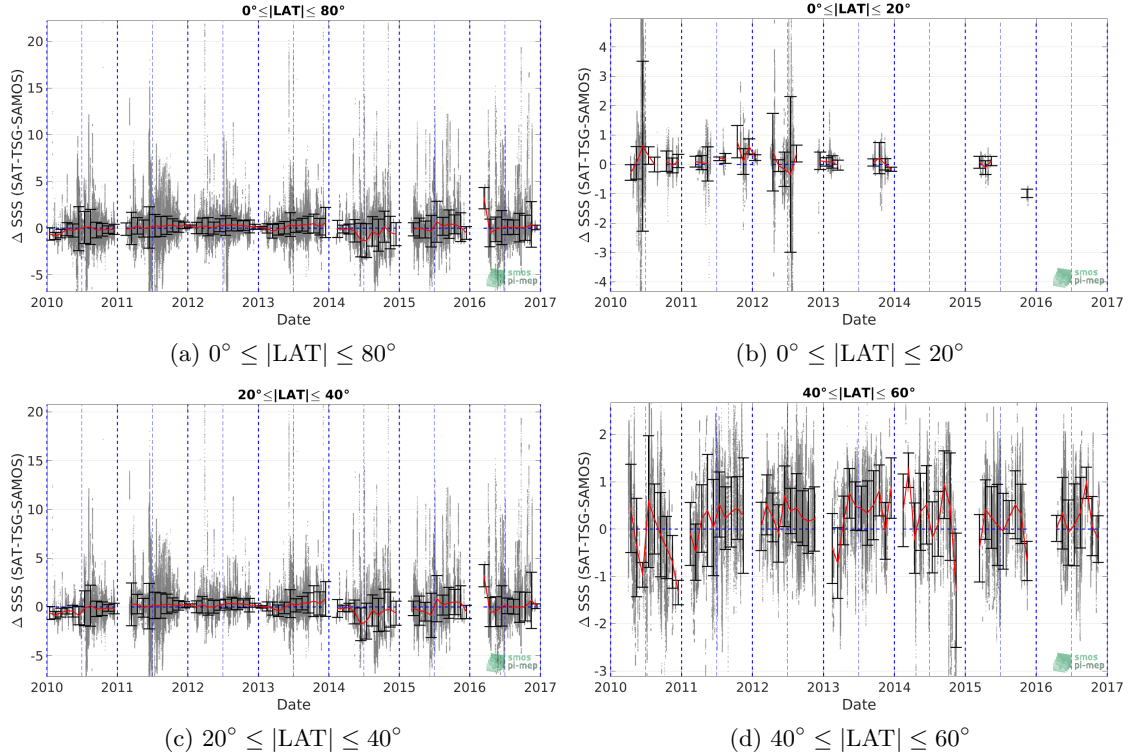 0°≤|LAT|≤ 80°
Δ SSS (SAT-TSG-SAMOS)
20
15
10
5
0
-5
2010 2011 2012 2013 2014 2015 2016 2017
Date
smos
pi-mep
(a) 0° ≤ |LAT| ≤ 80°
0°≤|LAT|≤ 20°
Δ SSS (SAT-TSG-SAMOS)
4
3
2
1
0
-1
-2
-3
-4
2010 2011 2012 2013 2014 2015 2016 2017
Date
smos
pi-mep
(b) 0° ≤ |LAT| ≤ 20°
20°≤|LAT|≤ 40°
Δ SSS (SAT-TSG-SAMOS)
20
15
10
5
0
-5
2010 2011 2012 2013 2014 2015 2016 2017
Date
smos
pi-mep
(c) 20° ≤ |LAT| ≤ 40°
40°≤|LAT|≤ 60°
Δ SSS (SAT-TSG-SAMOS)
2
1
0
-1
-2
-3
2010 2011 2012 2013 2014 2015 2016 2017
Date
smos
pi-mep
(d) 40° ≤ |LAT| ≤ 60°